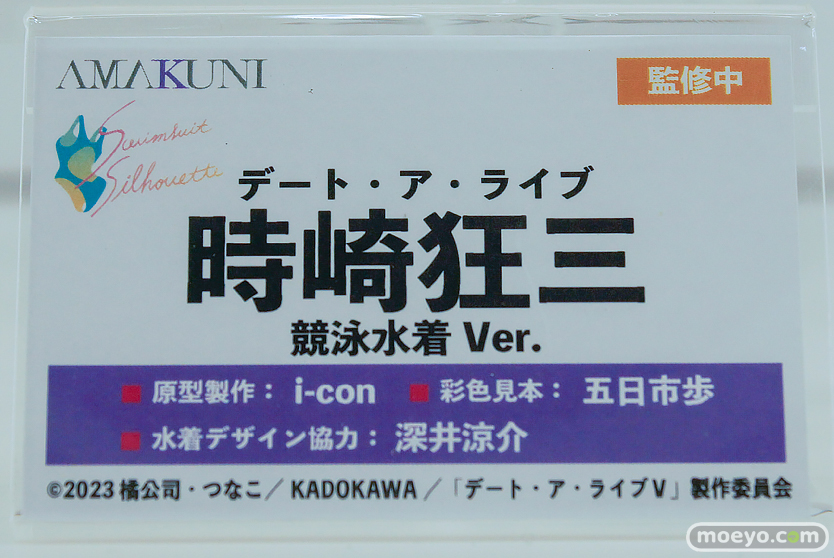 AMAKUNI
監修中
Swimsuit
Silhouette
デート・ア・ライブ
時崎狂三
競泳水着 Ver.
■ 原型製作： i-con ■ 彩色見本： 五日市歩
■ 水着デザイン協力： 深井涼介
©2023 橘公司・つなこ／ KADOKAWA ／「デート・ア・ライブⅤ」製作委員会
moeyo.com